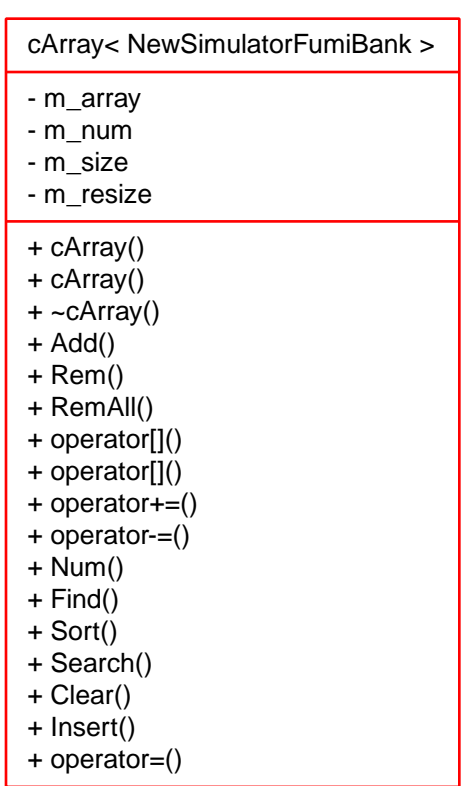 cArray< NewSimulatorFumiBank >
- m_array
- m_num
- m_size
- m_resize
+ cArray()
+ cArray()
+ ~cArray()
+ Add()
+ Rem()
+ RemAll()
+ operator[]()
+ operator[]()
+ operator+=()
+ operator-=()
+ Num()
+ Find()
+ Sort()
+ Search()
+ Clear()
+ Insert()
+ operator=()